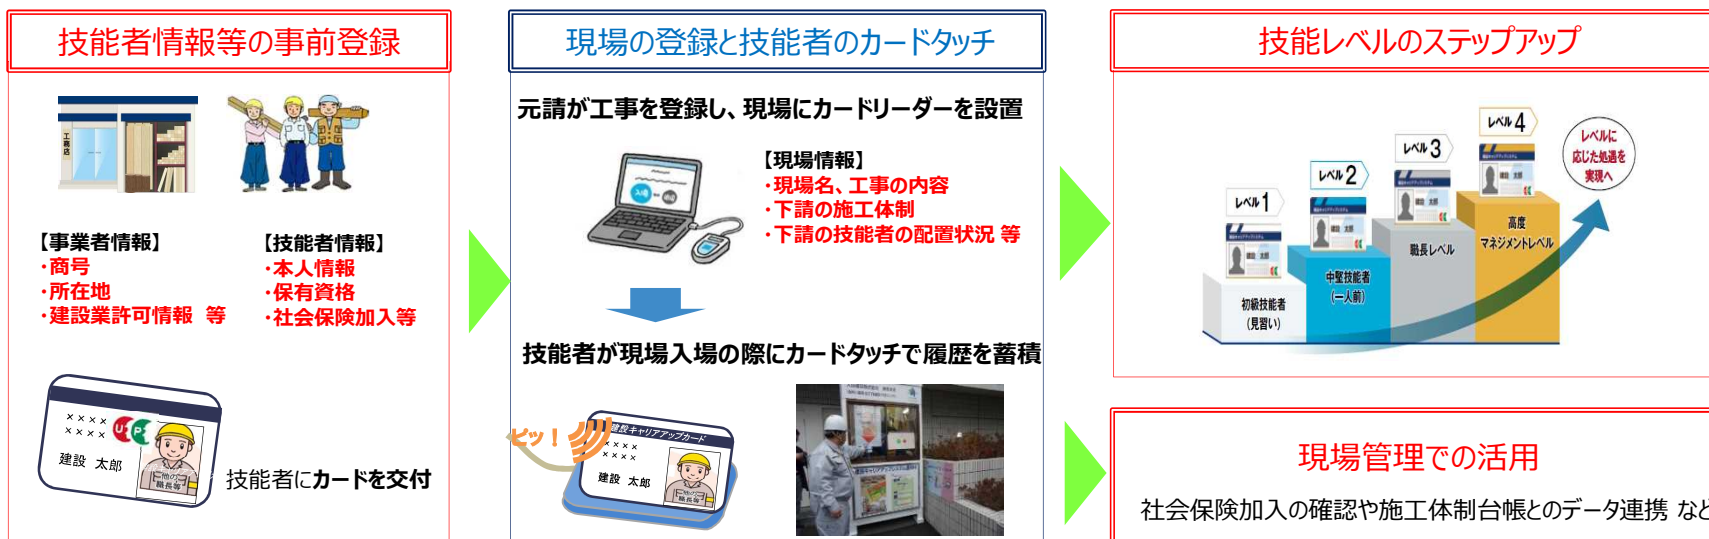 技能者情報等の事前登録
工務店
【事業者情報】
・商号
・所在地
・建設業許可情報 等
【技能者情報】
・本人情報
・保有資格
・社会保険加入等
××××
××××
建設 太郎
技能者にカードを交付
現場の登録と技能者のカードタッチ
元請が工事を登録し、現場にカードリーダーを設置
【現場情報】
・現場名、工事の内容
・下請の施工体制
・下請の技能者の配置状況 等
技能者が現場入場の際にカードタッチで履歴を蓄積
ピッ！
建設キャリアアップカード
××××
××××
建設 太郎
技能レベルのステップアップ
レベル1
初級技能者
(見習い)
レベル2
中堅技能者
(一人前)
レベル3
職長レベル
レベル4
高度
マネジメントレベル
レベルに
応じた処遇を
実現へ
現場管理での活用
社会保険加入の確認や施工体制台帳とのデータ連携 など